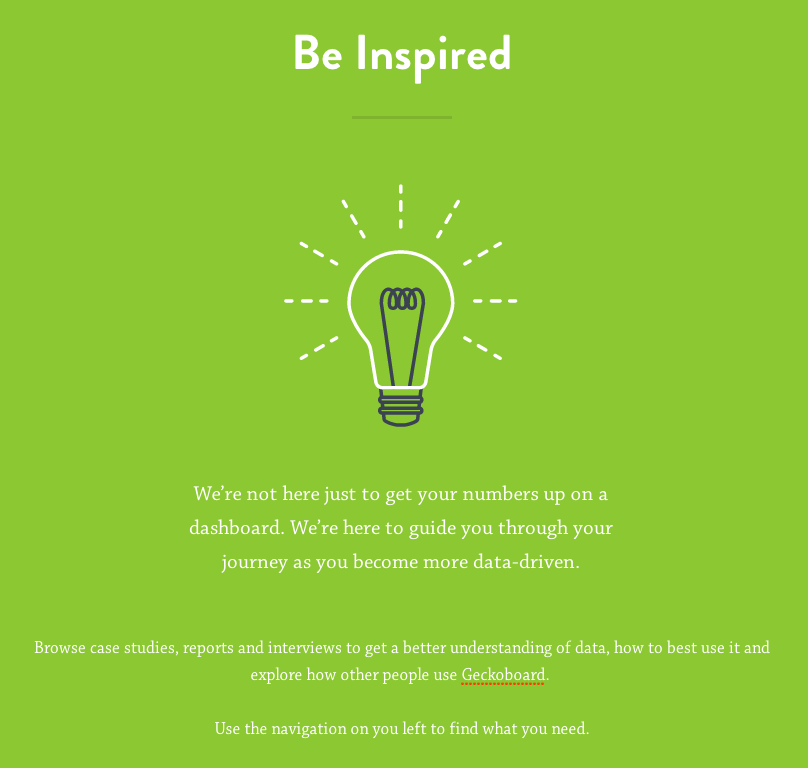 Be Inspired
We’re not here just to get your numbers up on a
dashboard. We’re here to guide you through your
journey as you become more data-driven.
Browse case studies, reports and interviews to get a better understanding of data, how to best use it and
explore how other people use Geckoboard.
Use the navigation on you left to find what you need.